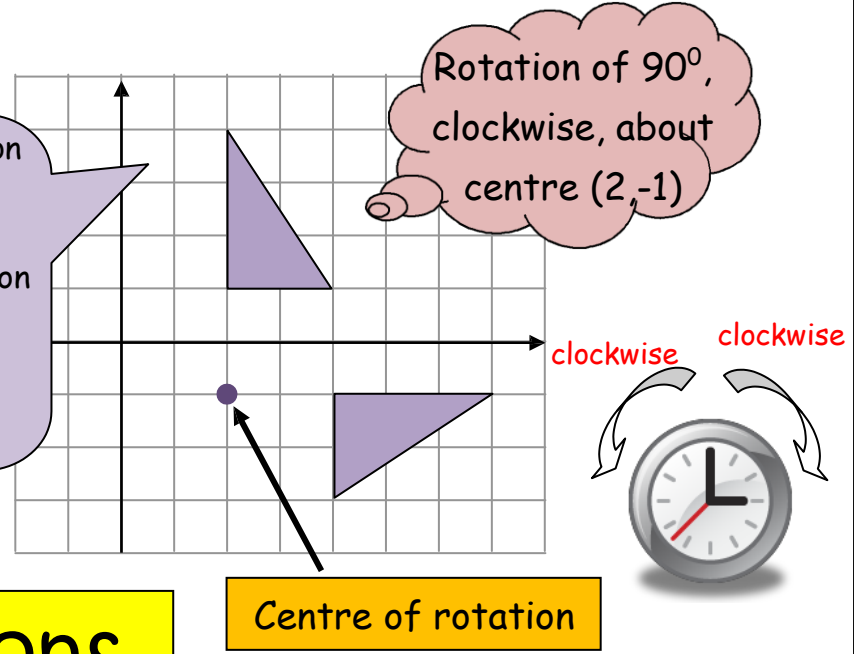 Rotation of 90⁰,
clockwise, about
centre (2,-1)
on
on
clockwise
clockwise
Centre of rotation
ons